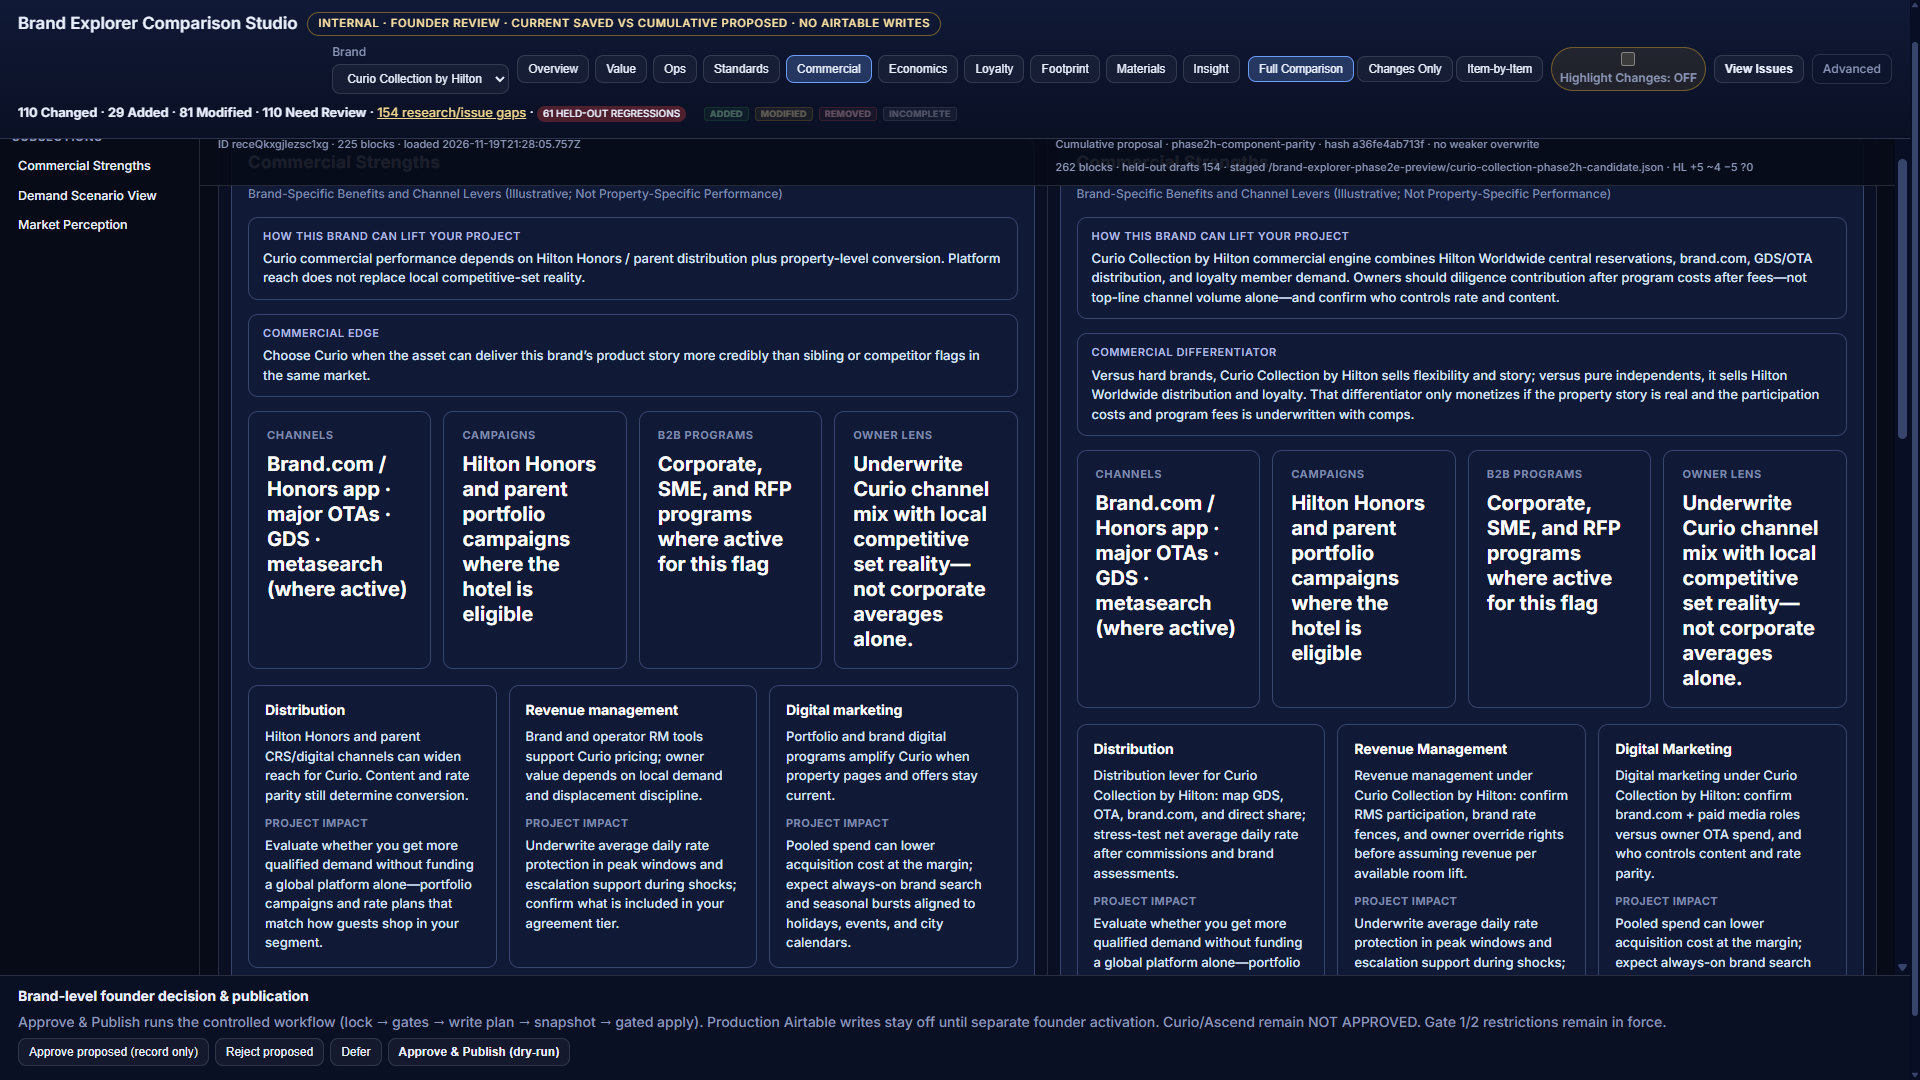 Brand Explorer Comparison Studio
INTERNAL · FOUNDER REVIEW · CURRENT SAVED VS CUMULATIVE PROPOSED · NO AIRTABLE WRITES
Brand
Curio Collection by Hilton
Overview
Value
Ops
Standards
Commercial
Economics
Loyalty
Footprint
Materials
Insight
Full Comparison
Changes Only
Item-by-Item
Highlight Changes: OFF
View Issues
Advanced
110 Changed · 29 Added · 81 Modified · 110 Need Review · 154 research/issue gaps · 61 HELD-OUT REGRESSIONS
ADDED
MODIFIED
REMOVED
INCOMPLETE
SUBSECTIONS
Commercial Strengths
Demand Scenario View
Market Perception
ID receQkxgjlezsc1xg · 225 blocks · loaded 2026-11-19T21:28:05.757Z
Commercial Strengths
Brand-Specific Benefits and Channel Levers (Illustrative; Not Property-Specific Performance)
HOW THIS BRAND CAN LIFT YOUR PROJECT
Curio commercial performance depends on Hilton Honors / parent distribution plus property-level conversion. Platform
reach does not replace local competitive-set reality.
COMMERCIAL EDGE
Choose Curio when the asset can deliver this brand's product story more credibly than sibling or competitor flags in
the same market.
CHANNELS
Brand.com /
Honors app ·
major OTAs ·
GDS ·
metasearch
(where active)
CAMPAIGNS
Hilton Honors
and parent
portfolio
campaigns
where the
hotel is
eligible
B2B PROGRAMS
Corporate,
SME, and RFP
programs
where active
for this flag
OWNER LENS
Underwrite
Curio channel
mix with local
competitive
set reality—
not corporate
averages
alone.
Distribution
Hilton Honors and parent
CRS/digital channels can widen
reach for Curio. Content and rate
parity still determine conversion.
PROJECT IMPACT
Evaluate whether you get more
qualified demand without funding
a global platform alone—portfolio
campaigns and rate plans that
match how guests shop in your
segment.
Revenue management
Brand and operator RM tools
support Curio pricing; owner
value depends on local demand
and displacement discipline.
PROJECT IMPACT
Underwrite average daily rate
protection in peak windows and
escalation support during shocks;
confirm what is included in your
agreement tier.
Digital marketing
Portfolio and brand digital
programs amplify Curio when
property pages and offers stay
current.
PROJECT IMPACT
Pooled spend can lower
acquisition cost at the margin;
expect always-on brand search
and seasonal bursts aligned to
holidays, events, and city
calendars.
Cumulative proposal · phase2h-component-parity · hash a36fe4ab713f · no weaker overwrite
Commercial Strengths
262 blocks · held-out drafts 154 · staged /brand-explorer-phase2e-preview/curio-collection-phase2h-candidate.json · HL +5 ~4 −5 ?0
Brand-Specific Benefits and Channel Levers (Illustrative; Not Property-Specific Performance)
HOW THIS BRAND CAN LIFT YOUR PROJECT
Curio Collection by Hilton commercial engine combines Hilton Worldwide central reservations, brand.com, GDS/OTA
distribution, and loyalty member demand. Owners should diligence contribution after program costs after fees—not
top-line channel volume alone—and confirm who controls rate and content.
COMMERCIAL DIFFERENTIATOR
Versus hard brands, Curio Collection by Hilton sells flexibility and story; versus pure independents, it sells Hilton
Worldwide distribution and loyalty. That differentiator only monetizes if the property story is real and the participation
costs and program fees is underwritten with comps.
CHANNELS
Brand.com /
Honors app ·
major OTAs ·
GDS ·
metasearch
(where active)
CAMPAIGNS
Hilton Honors
and parent
portfolio
campaigns
where the
hotel is
eligible
B2B PROGRAMS
Corporate,
SME, and RFP
programs
where active
for this flag
OWNER LENS
Underwrite
Curio channel
mix with local
competitive
set reality—
not corporate
averages
alone.
Distribution
Distribution lever for Curio
Collection by Hilton: map GDS,
OTA, brand.com, and direct share;
stress-test net average daily rate
after commissions and brand
assessments.
PROJECT IMPACT
Evaluate whether you get more
qualified demand without funding
a global platform alone—portfolio
Revenue Management
Revenue management under
Curio Collection by Hilton: confirm
RMS participation, brand rate
fences, and owner override rights
before assuming revenue per
available room lift.
PROJECT IMPACT
Underwrite average daily rate
protection in peak windows and
escalation support during shocks;
Digital Marketing
Digital marketing under Curio
Collection by Hilton: confirm
brand.com + paid media roles
versus owner OTA spend, and
who controls content and rate
parity.
PROJECT IMPACT
Pooled spend can lower
acquisition cost at the margin;
expect always-on brand search
Brand-level founder decision & publication
Approve & Publish runs the controlled workflow (lock → gates → write plan → snapshot → gated apply). Production Airtable writes stay off until separate founder activation. Curio/Ascend remain NOT APPROVED. Gate 1/2 restrictions remain in force.
Approve proposed (record only)
Reject proposed
Defer
Approve & Publish (dry-run)